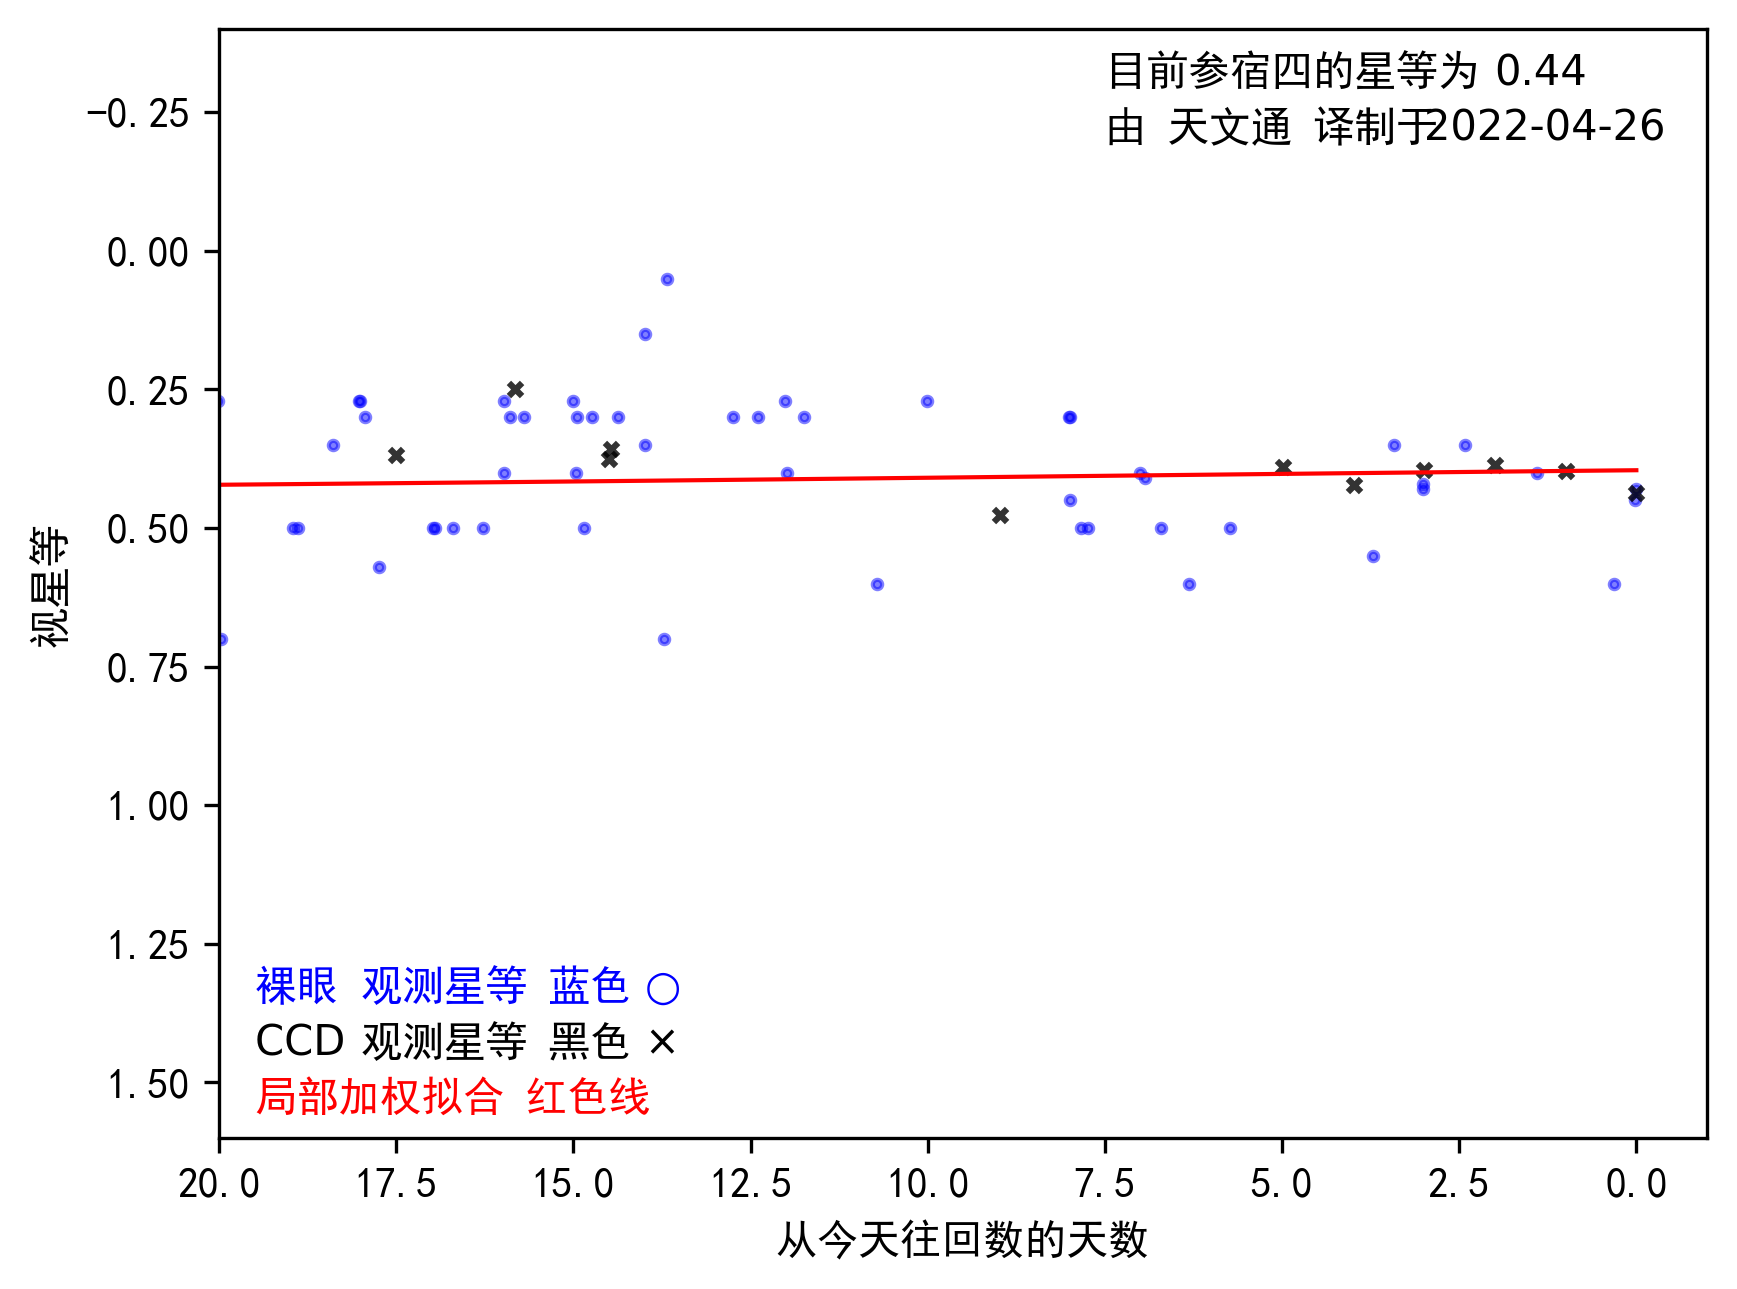 目前参宿四的星等为 0.44
由 天文通 译制于2022-04-26
−0.25
0.00
0.25
0.50
0.75
1.00
1.25
1.50
视星等
裸眼 观测星等 蓝色 ○
CCD 观测星等 黑色 ×
局部加权拟合 红色线
20.0 17.5 15.0 12.5 10.0 7.5 5.0 2.5 0.0
从今天往回数的天数